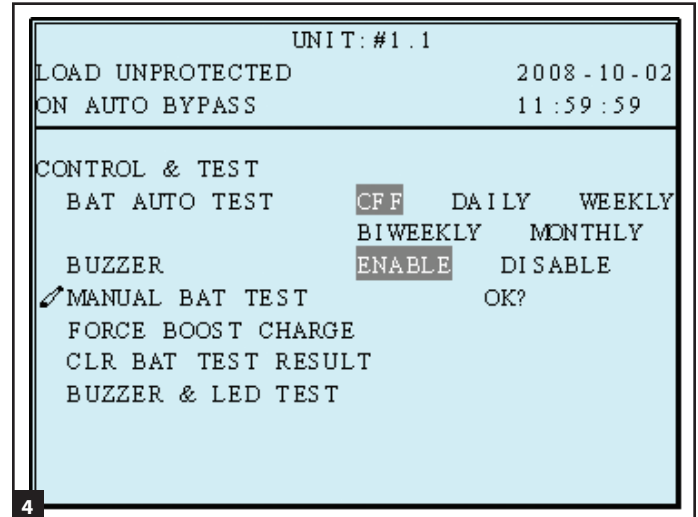 UNIT:#1.1
LOAD UNPROTECTED 2008-10-02
ON AUTO BYPASS 11:59:59
CONTROL & TEST
BAT AUTO TEST CFF DAILY WEEKLY
BIWEEKLY MONTHLY
BUZZER ENABLE DISABLE
MANUAL BAT TEST OK?
FORCE BOOST CHARGE
CLR BAT TEST RESULT
BUZZER & LED TEST
4